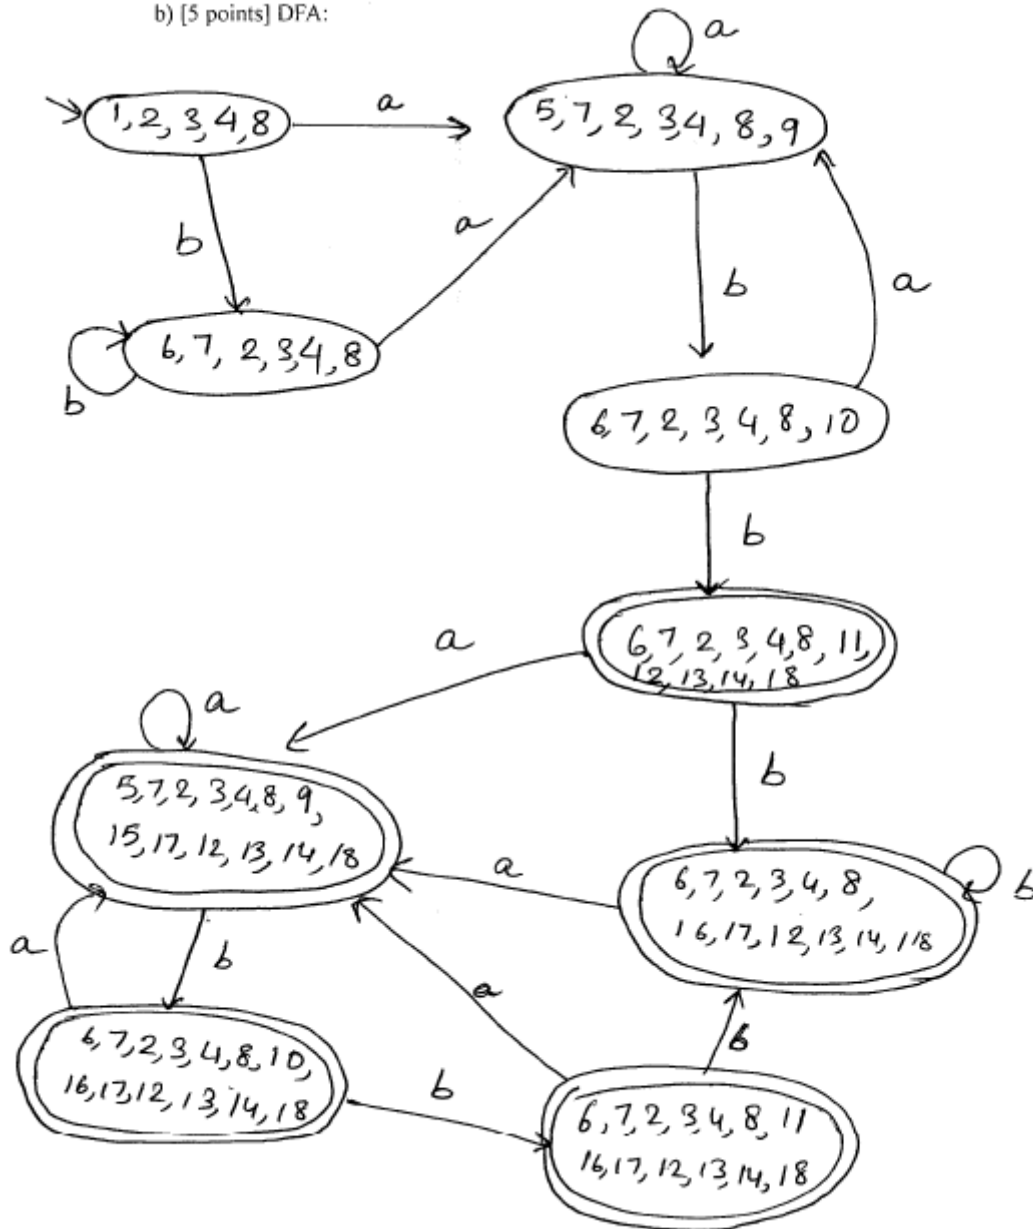 b) [5 points] DFA:
a
1, 2, 3, 4, 8
a
5, 7, 2, 3, 4, 8, 9
b
a
b
a
6, 7, 2, 3, 4, 8
b
6, 7, 2, 3, 4, 8, 10
b
a
6, 7, 2, 3, 4, 8, 11,
12, 13, 14, 18
a
b
5, 7, 2, 3, 4, 8, 9,
15, 17, 12, 13, 14, 18
a
6, 7, 2, 3, 4, 8,
16, 17, 12, 13, 14, 18
b
a
b
a
b
6, 7, 2, 3, 4, 8, 10,
16, 17, 12, 13, 14, 18
b
6, 7, 2, 3, 4, 8, 11
16, 17, 12, 13, 14, 18